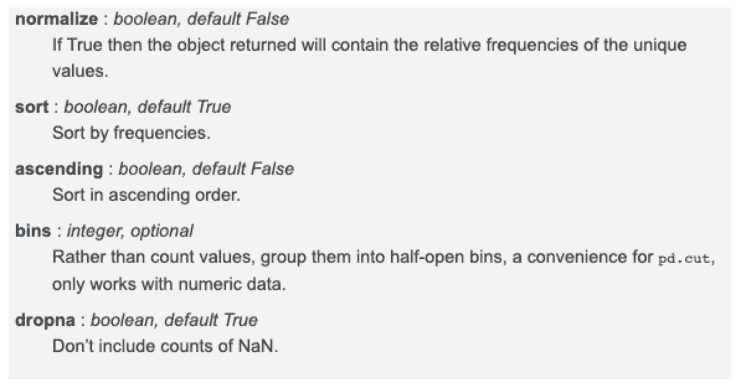 normalize : boolean, default False
If True then the object returned will contain the relative frequencies of the unique
values.
sort : boolean, default True
Sort by frequencies.
ascending : boolean, default False
Sort in ascending order.
bins : integer, optional
Rather than count values, group them into half-open bins, a convenience for pd.cut,
only works with numeric data.
dropna : boolean, default True
Don’t include counts of NaN.